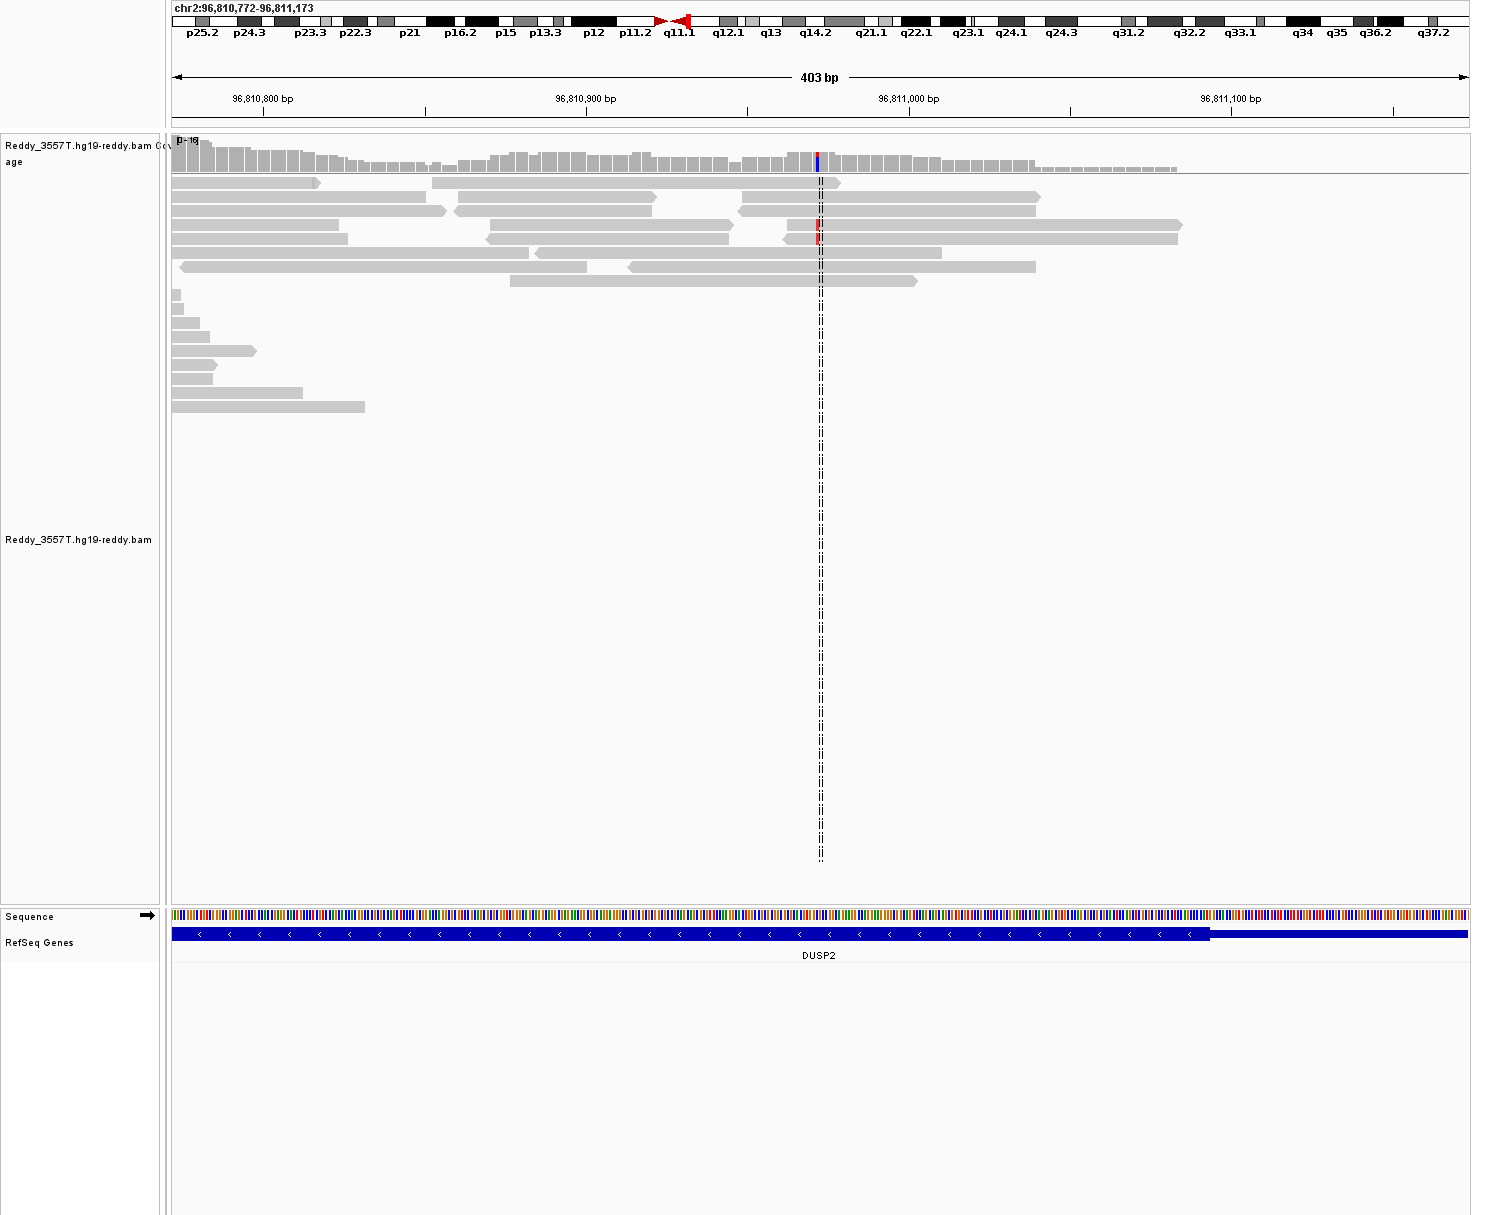 chr2:96,810,772-96,811,173
p25.2 p24.3 p23.3 p22.3 p21 p16.2 p15 p13.3 p12 p11.2 q11.1 q12.1 q13 q14.2 q21.1 q22.1 q23.1 q24.1 q24.3 q31.2 q32.2 q33.1 q34 q35 q36.2 q37.2
403 bp
96,810,800 bp 96,810,900 bp 96,811,000 bp 96,811,100 bp
Reddy_3557T.hg19-reddy.bam Cov
age
[0 - 16]
Reddy_3557T.hg19-reddy.bam
Sequence
RefSeq Genes
DUSP2